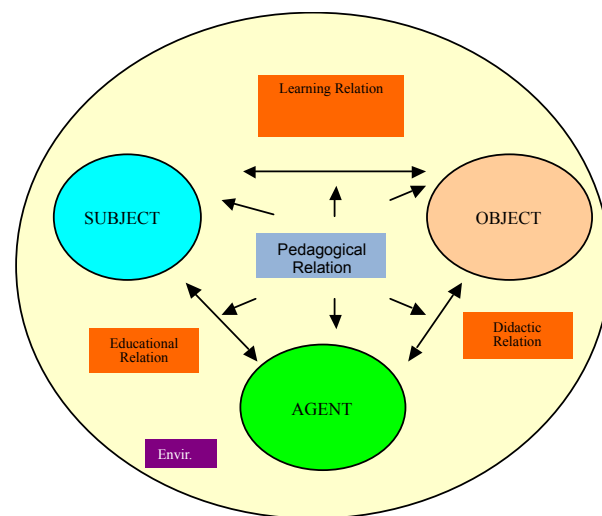 Learning Relation
SUBJECT
OBJECT
Pedagogical
Relation
Educational
Relation
Didactic
Relation
AGENT
Envir.